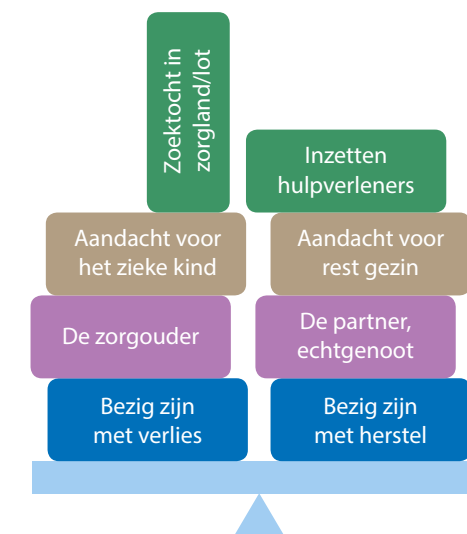 Zoektocht in
zorgland/lot
Inzetten
hulpverleners
Aandacht voor
het zieke kind
Aandacht voor
rest gezin
De zorgouder
De partner,
echtgenoot
Bezig zijn
met verlies
Bezig zijn
met herstel